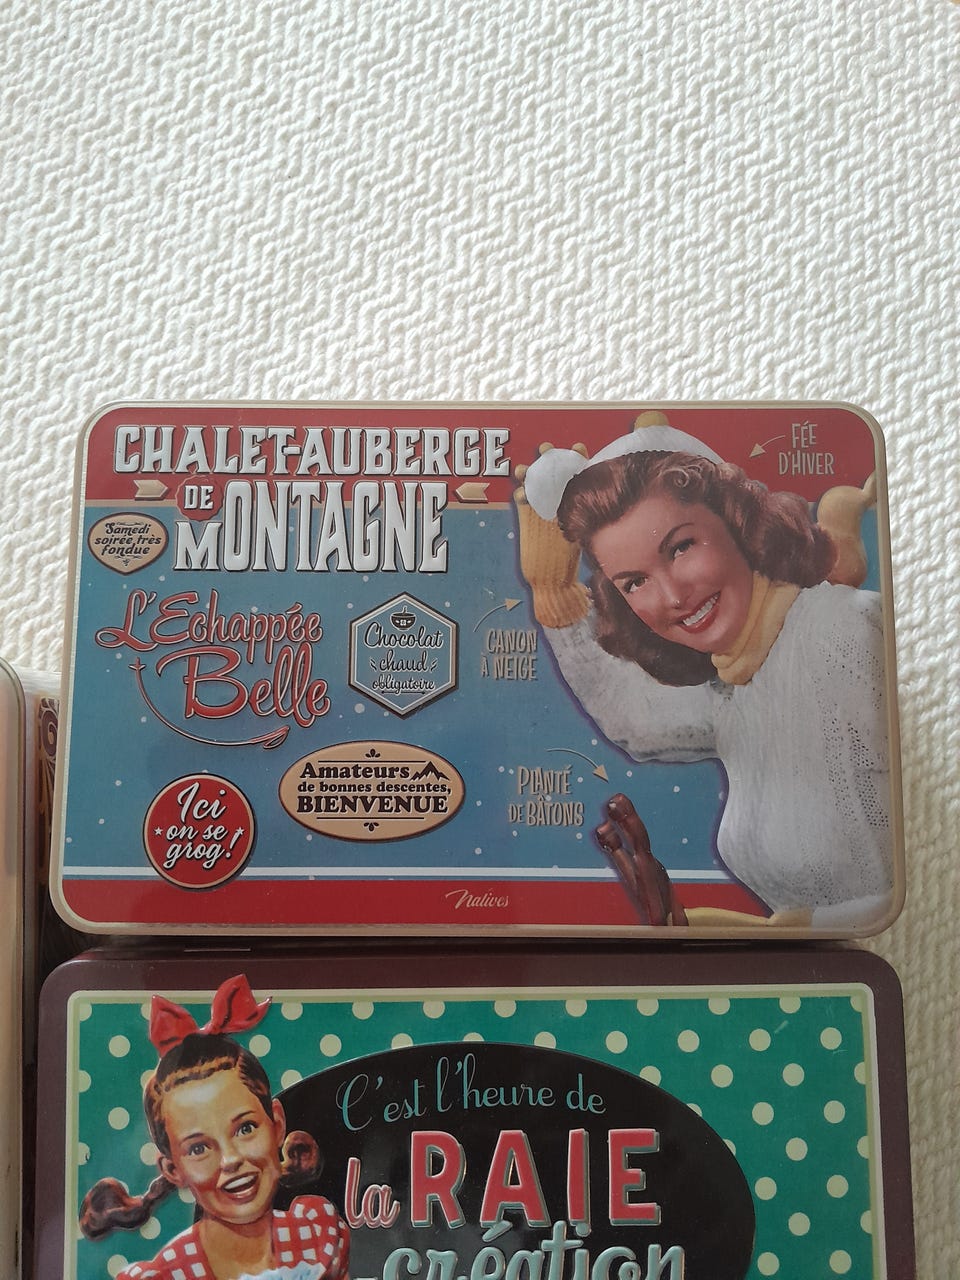 CHALET-AUBERGE
DE
MONTAGNE
FÉE
D'HIVER
Samedi
soirée très
fondue
L'Echappée
Belle
Chocolat
chaud
obligatoire
CANON
À NEIGE
Amateurs
de bonnes descentes,
BIENVENUE
PLANTÉ
DE BÂTONS
Ici
on se
grog!
Natives
C'est l'heure de
la RAIE
-création